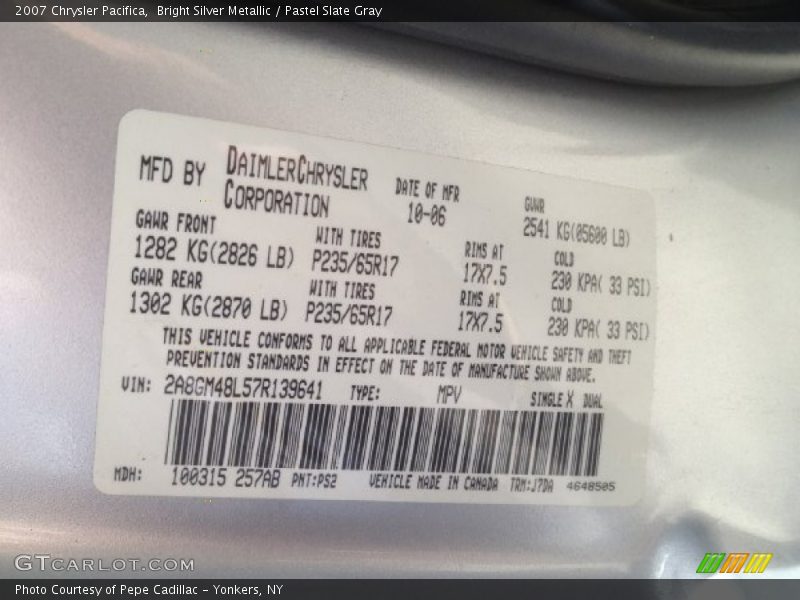 2007 Chrysler Pacifica,  Bright Silver Metallic / Pastel Slate Gray
MFD BY DAIMLERCHRYSLER CORPORATION
DATE OF MFR 10-06
GVWR 2541 KG(05600 LB)
GAWR FRONT WITH TIRES RIMS AT COLD
1282 KG(2826 LB) P235/65R17 17X7.5 230 KPA( 33 PSI)
GAWR REAR WITH TIRES RIMS AT COLD
1302 KG(2870 LB) P235/65R17 17X7.5 230 KPA( 33 PSI)
THIS VEHICLE CONFORMS TO ALL APPLICABLE FEDERAL MOTOR VEHICLE SAFETY AND THEFT
PREVENTION STANDARDS IN EFFECT ON THE DATE OF MANUFACTURE SHOWN ABOVE.
VIN: 2A8GM48L57R139641 TYPE: MPV SINGLE X DUAL
MDH: 100315 257AB PNT:PS2 VEHICLE MADE IN CANADA TRM:J7DA 4648505
GTCARLOT.COM
Photo Courtesy of Pepe Cadillac - Yonkers, NY